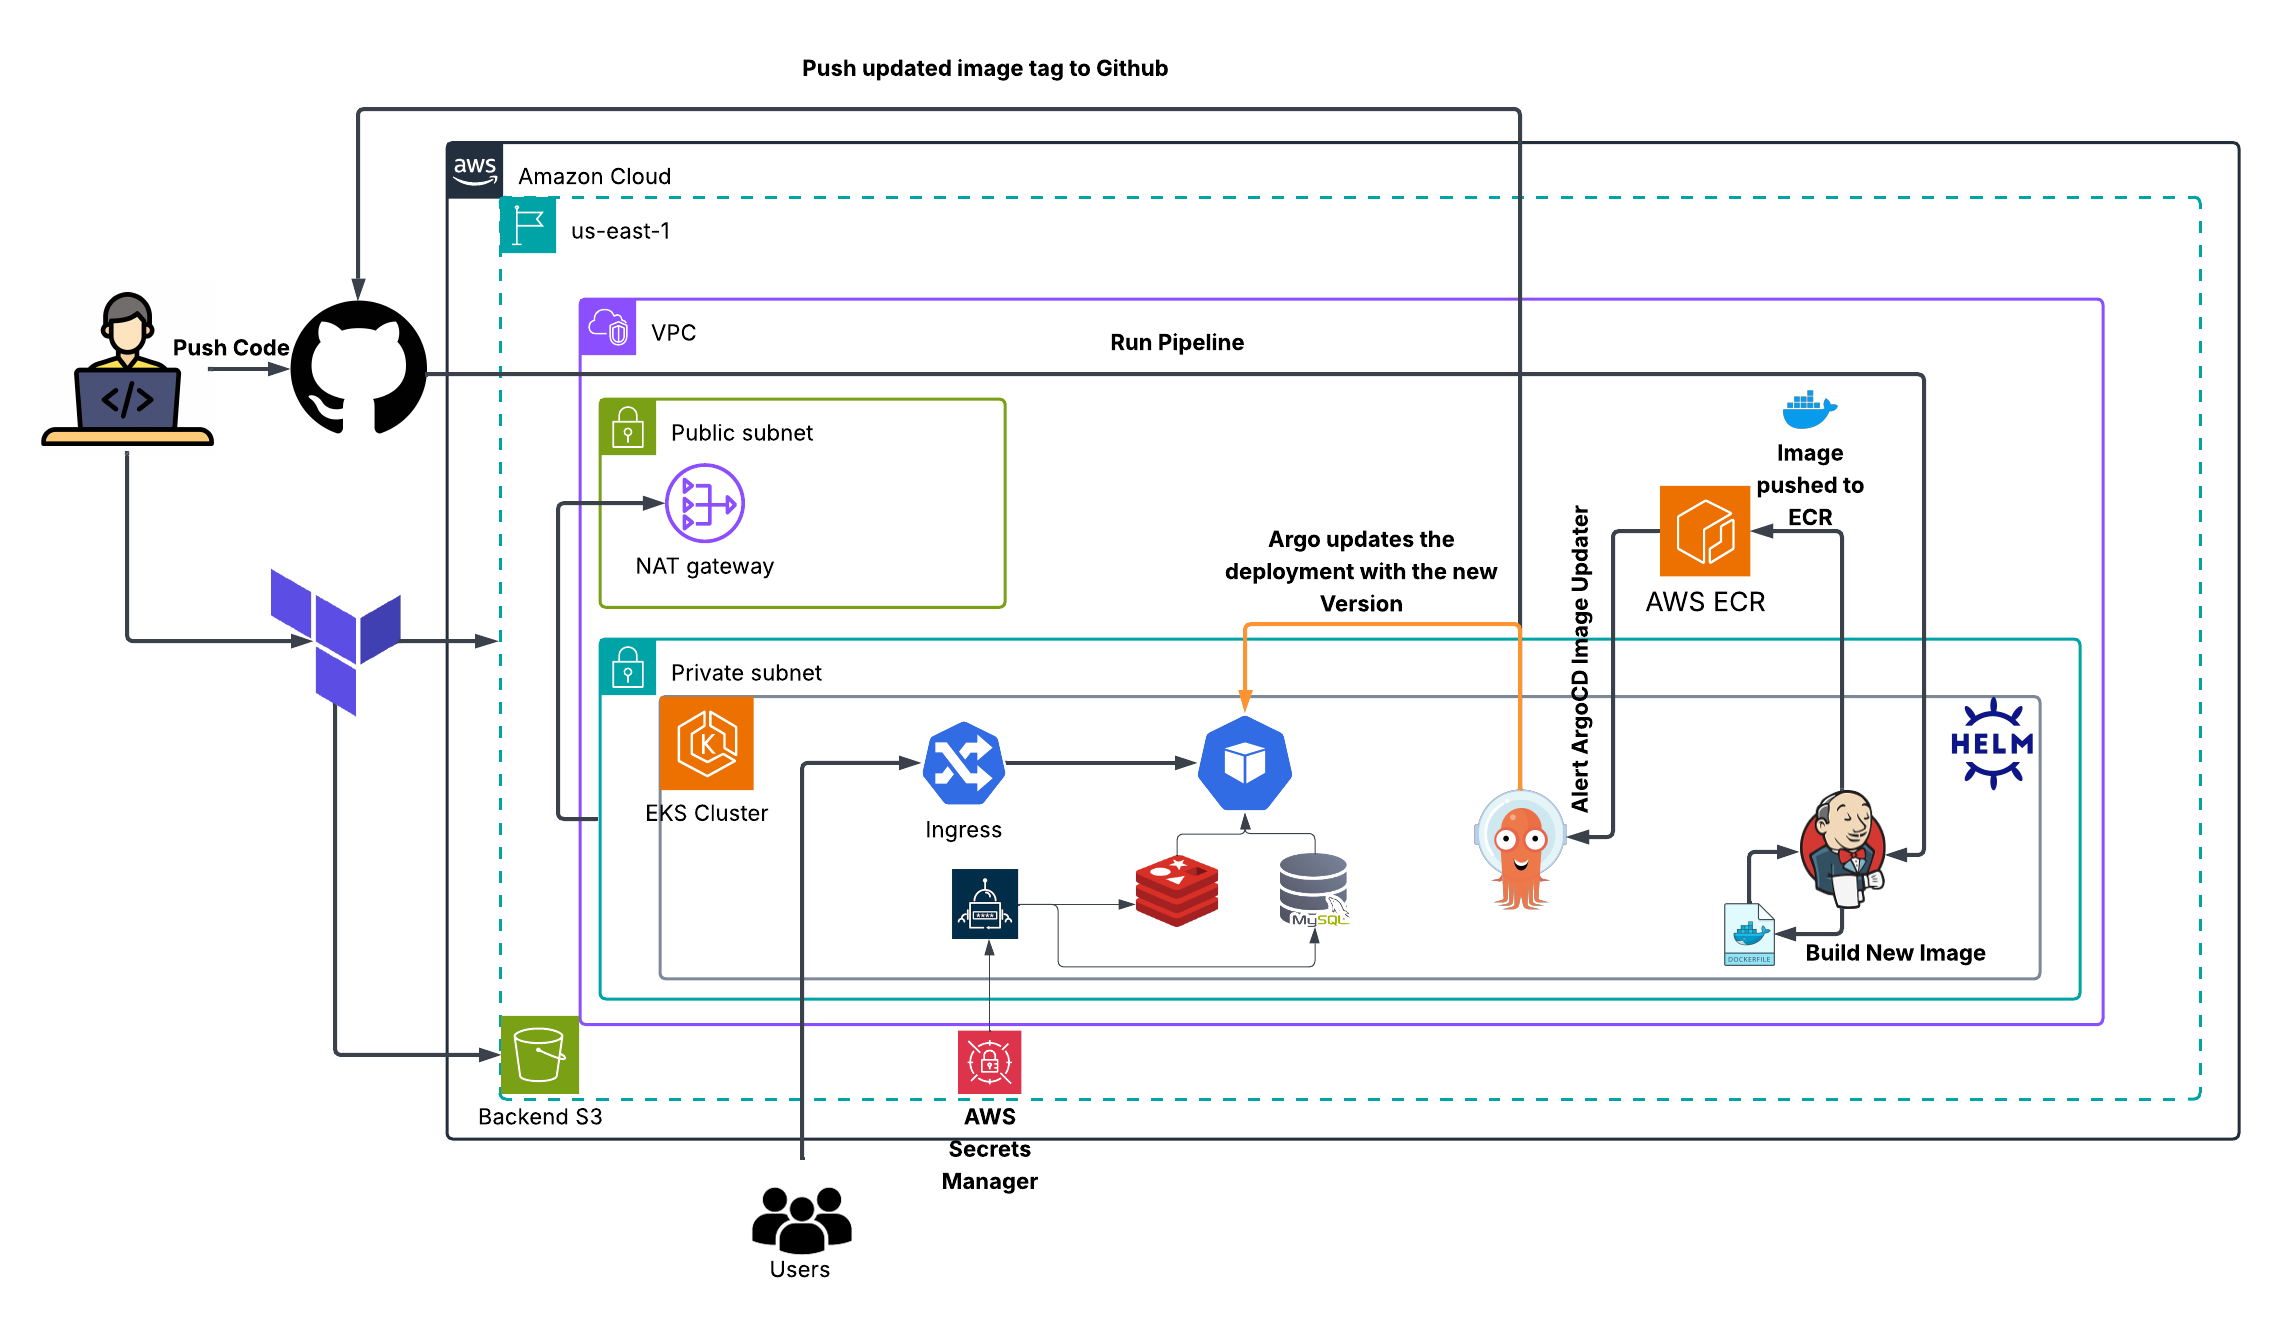 Push updated image tag to Github
aws
Amazon Cloud
us-east-1
VPC
Run Pipeline
Push Code
</>
Public subnet
NAT gateway
Image
pushed to
ECR
AWS ECR
Alert ArgoCD Image Updater
Argo updates the
deployment with the new
Version
Private subnet
K
EKS Cluster
HELM
Ingress
****
MySQL
DOCKERFILE
Build New Image
Backend S3
AWS
Secrets
Manager
Users